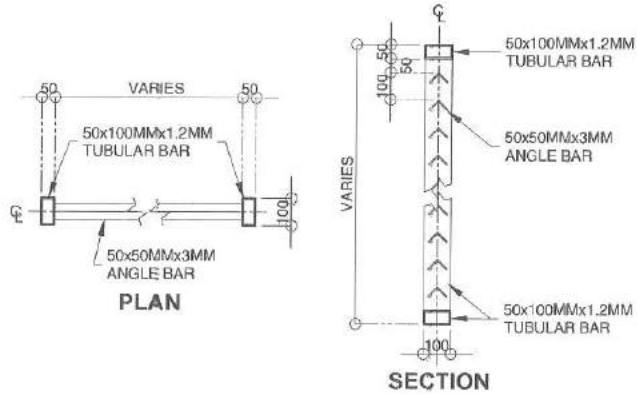 50
VARIES
50
50x100MMx1.2MM
TUBULAR BAR
100
℄
50x50MMx3MM
ANGLE BAR
PLAN
℄
50
50
100
50x100MMx1.2MM
TUBULAR BAR
50x50MMx3MM
ANGLE BAR
VARIES
50x100MMx1.2MM
TUBULAR BAR
100
SECTION